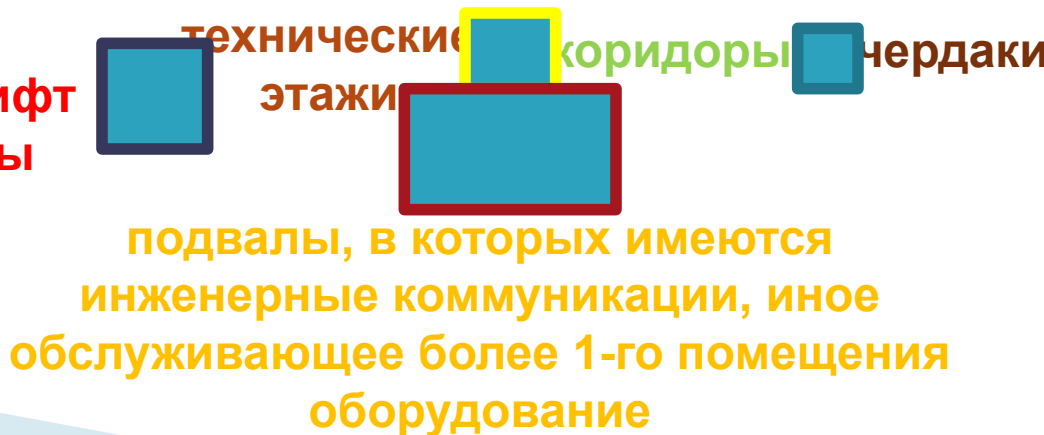 технические
этажи
коридоры
чердаки
ифт
ы
подвалы, в которых имеются
инженерные коммуникации, иное
обслуживающее более 1-го помещения
оборудование